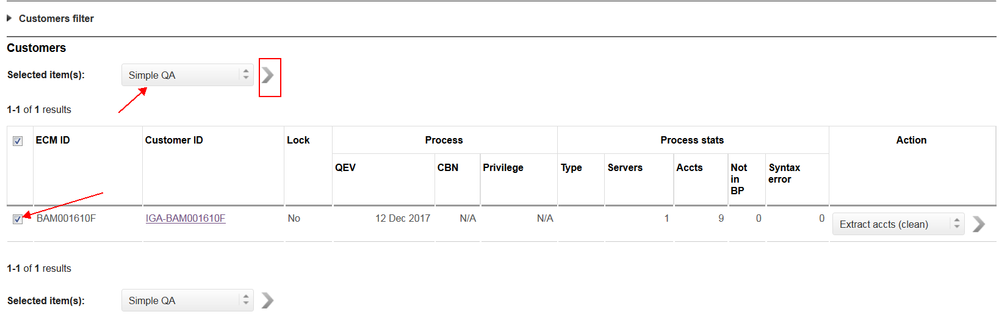 Customers filter
Customers
Selected item(s): Simple QA
1-1 of 1 results
ECM ID Customer ID Lock Process Process stats Action
QEV CBN Privilege Type Servers Accts Not in BP Syntax error
BAM001610F IGA-BAM001610F No 12 Dec 2017 N/A N/A 1 9 0 0 Extract accts (clean)
1-1 of 1 results
Selected item(s): Simple QA